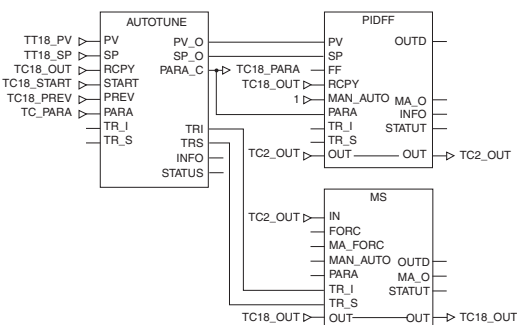 AUTOTUNE
TT18_PV PV PV_O
TT18_SP SP SP_O
TC18_OUT RCPY PARA_C TC18_PARA
TC18_START START
TC18_PREV PREV
TC_PARA PARA
TR_I TRI
TR_S TRS
INFO
STATUS
PIDFF
PV OUTD
SP
FF
TC18_OUT RCPY
1 MAN_AUTO MA_O
PARA INFO
TR_I STATUT
TR_S
TC2_OUT OUT OUT TC2_OUT
MS
TC2_OUT IN
FORC
MA_FORC
MAN_AUTO OUTD
PARA MA_O
TR_I STATUT
TR_S
TC18_OUT OUT OUT TC18_OUT